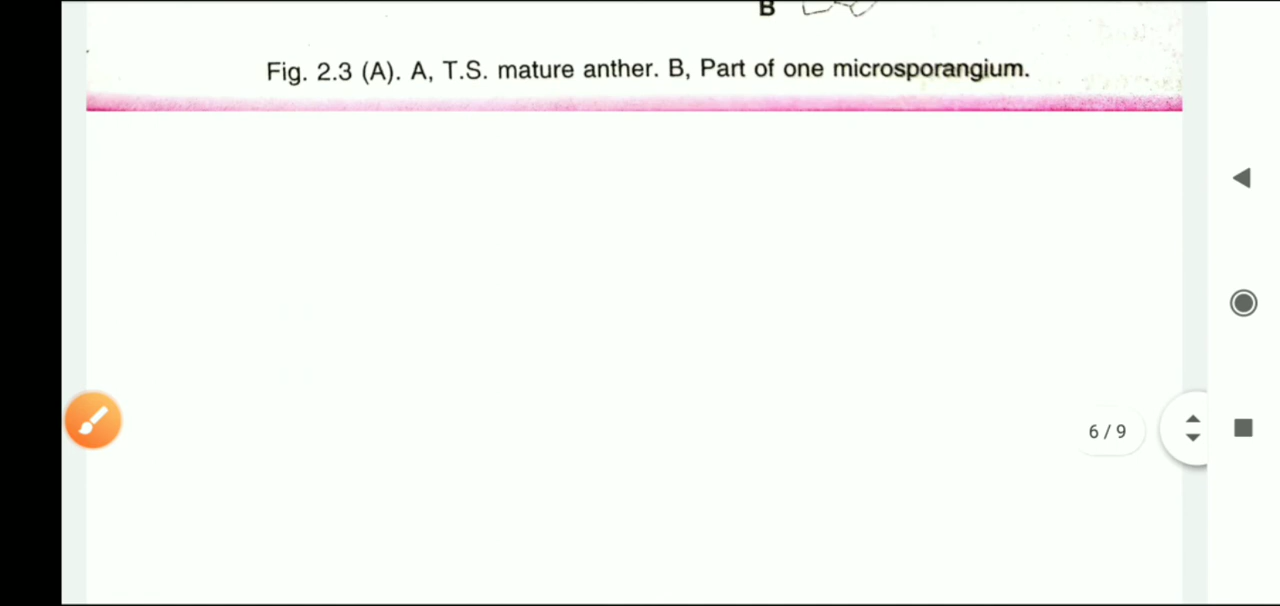 B
Fig. 2.3 (A). A, T.S. mature anther. B, Part of one microsporangium.
6/9